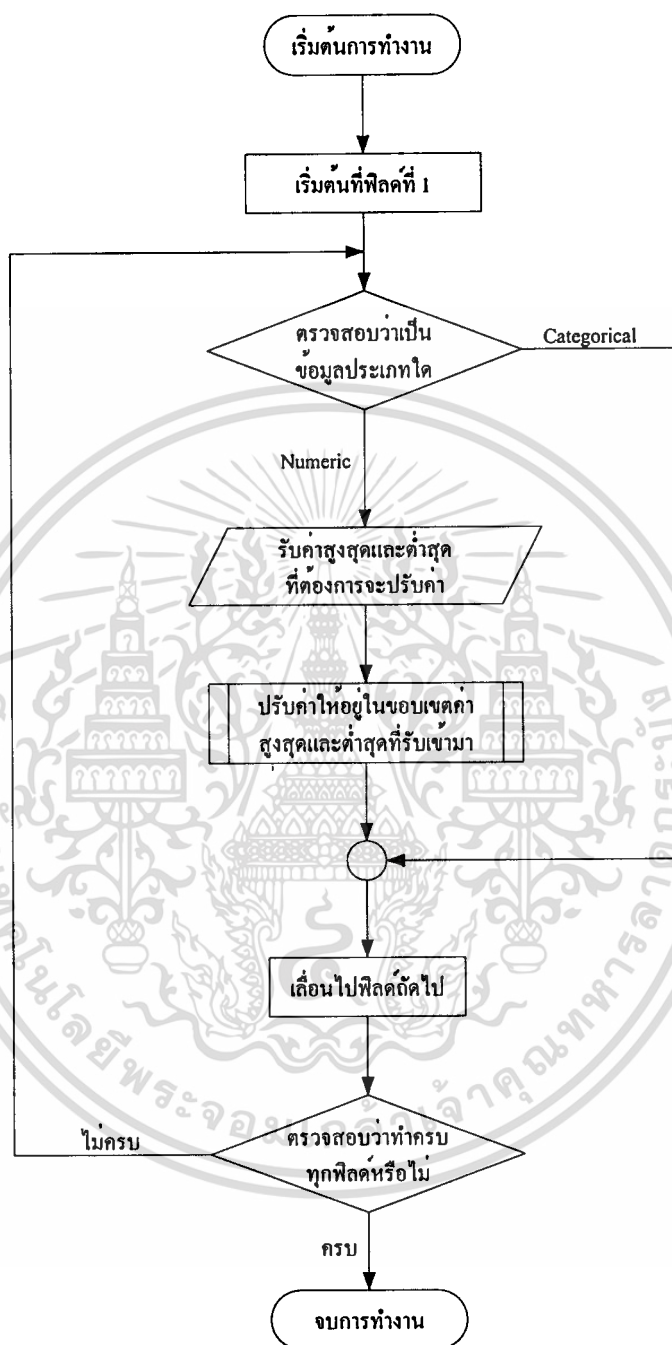 เริ่มต้นการทำงาน
เริ่มต้นที่ฟิลด์ที่ 1
ตรวจสอบว่าเป็น
ข้อมูลประเภทใด
Categorical
Numeric
รับค่าสูงสุดและต่ำสุด
ที่ต้องการจะปรับค่า
ปรับค่าให้อยู่ในขอบเขตค่า
สูงสุดและต่ำสุดที่รับเข้ามา
เลื่อนไปฟิลด์ถัดไป
ตรวจสอบว่าทำครบ
ทุกฟิลด์หรือไม่
ไม่ครบ
ครบ
จบการทำงาน